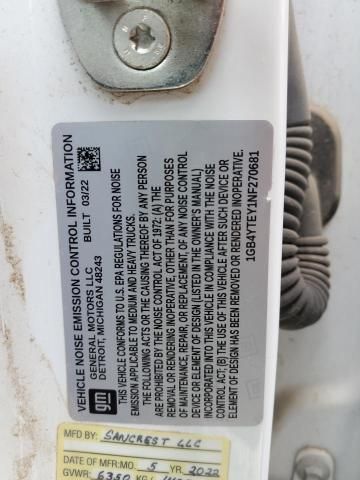 VEHICLE NOISE EMISSION CONTROL INFORMATION
gm
GENERAL MOTORS LLC BUILT 03/22
DETROIT, MICHIGAN 48243
THIS VEHICLE CONFORMS TO U.S. EPA REGULATIONS FOR NOISE
EMISSION APPLICABLE TO MEDIUM AND HEAVY TRUCKS.
THE FOLLOWING ACTS OR THE CAUSING THEREOF BY ANY PERSON
ARE PROHIBITED BY THE NOISE CONTROL ACT OF 1972: (A) THE
REMOVAL OR RENDERING INOPERATIVE, OTHER THAN FOR PURPOSES
OF MAINTENANCE, REPAIR, OR REPLACEMENT, OF ANY NOISE CONTROL
DEVICE OR ELEMENT OF DESIGN (LISTED IN THE OWNER'S MANUAL)
INCORPORATED INTO THIS VEHICLE IN COMPLIANCE WITH THE NOISE
CONTROL ACT; (B) THE USE OF THIS VEHICLE AFTER SUCH DEVICE OR
ELEMENT OF DESIGN HAS BEEN REMOVED OR RENDERED INOPERATIVE.
1GB4YTEY1NF270681
MFD BY: SANCREST LLC
DATE OF MFR: MO. 5 YR. 2022
GVWR: 6350 KG